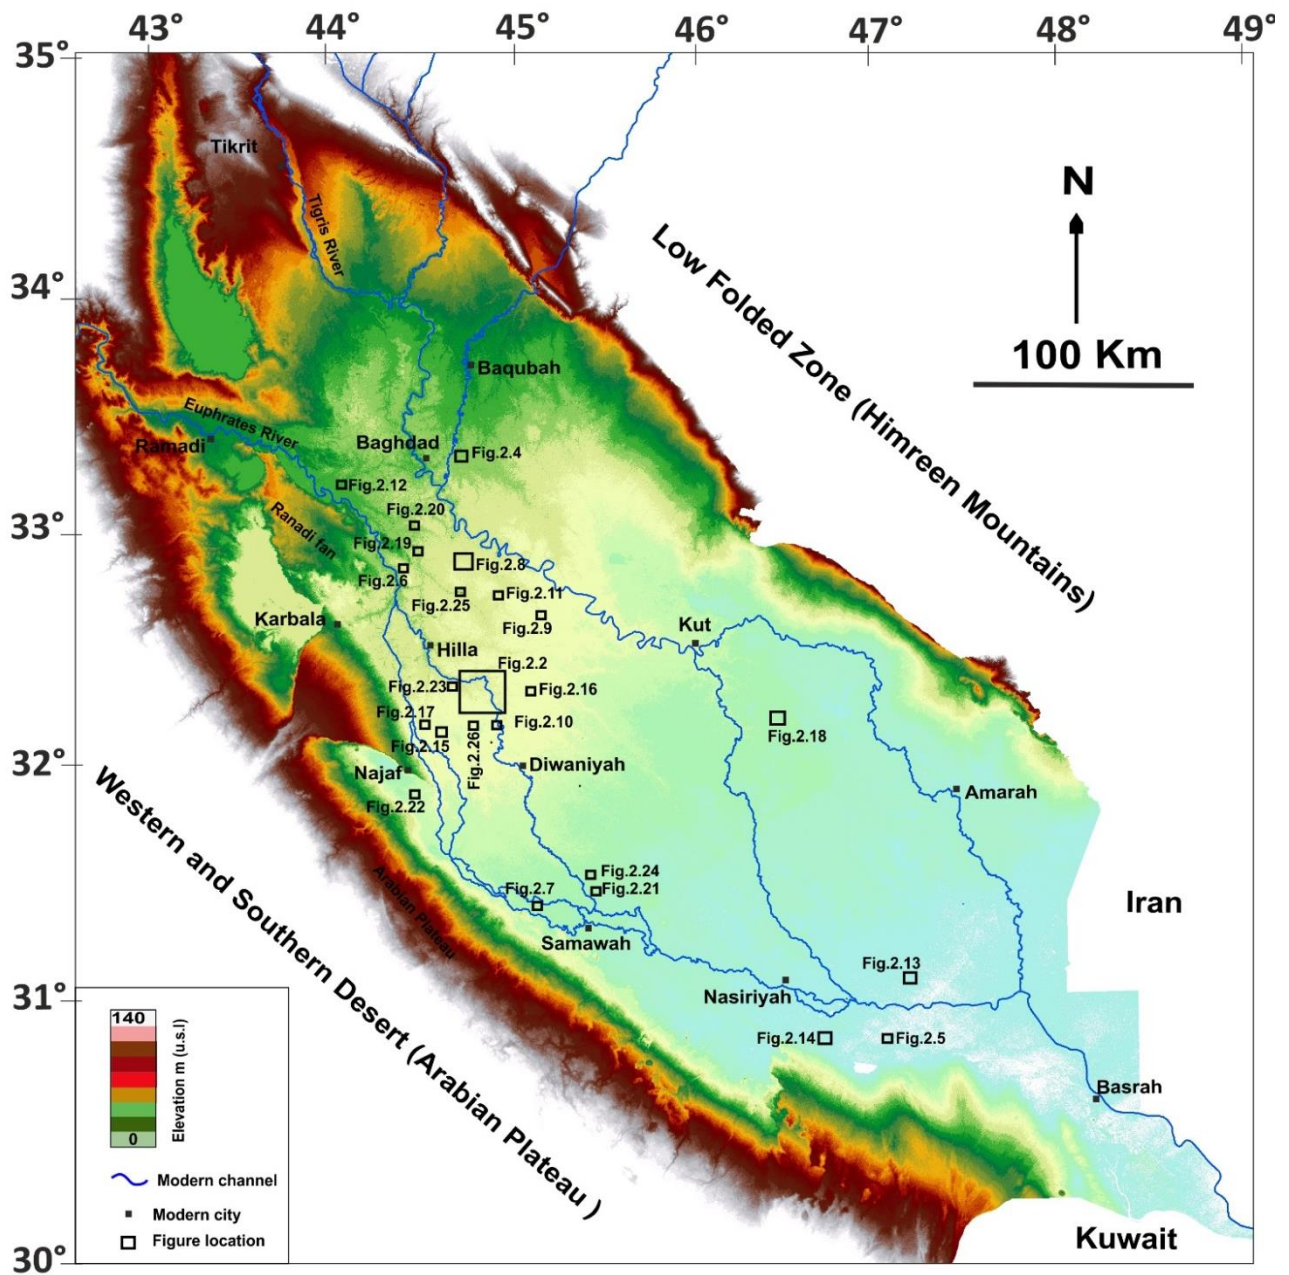 43° 44° 45° 46° 47° 48° 49°
35°
Tikrit
N
Tigris River
Low Folded Zone (Himreen Mountains)
34°
100 Km
Baqubah
Euphrates River
Ramadi
Baghdad
Fig.2.4
Fig.2.12
Fig.2.20
Ranadi fan
33°
Fig.2.19
Fig.2.8
Fig.2.6
Fig.2.11
Fig.2.25
Karbala
Fig.2.9
Kut
Hilla
Fig.2.2
Fig.2.23
Fig.2.16
Fig.2.17
Fig.2.10
Fig.2.18
Fig.2.15
Fig.2.26
32°
Najaf
Diwaniyah
Amarah
Fig.2.22
Western and Southern Desert (Arabian Plateau )
Arabian Plateau
Fig.2.24
Fig.2.21
Fig.2.7
Iran
Samawah
Fig.2.13
31°
Nasiriyah
Fig.2.14
Fig.2.5
Basrah
140
0
Elevation m (u.s.l)
Modern channel
Modern city
Figure location
Kuwait
30°